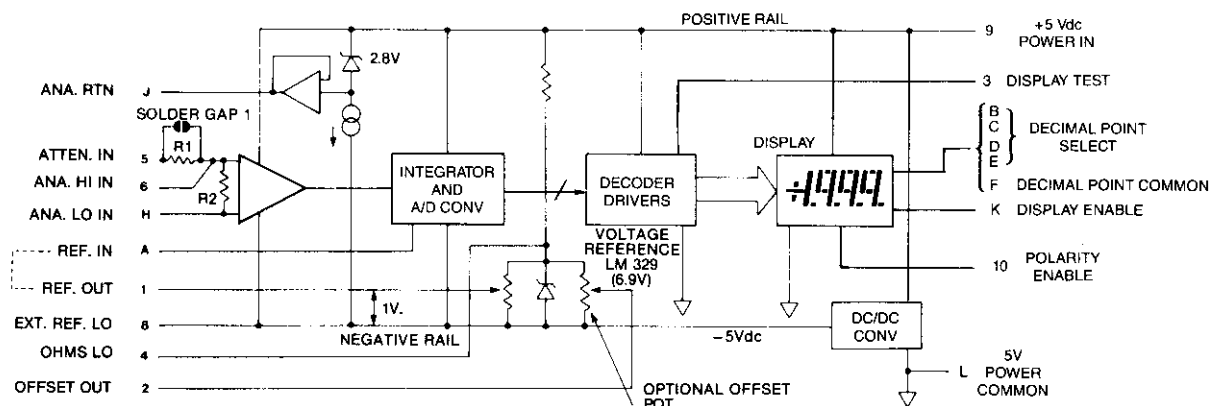 POSITIVE RAIL
9 +5 Vdc
POWER IN
2.8V
3 DISPLAY TEST
ANA. RTN J
SOLDER GAP 1
R1
ATTEN. IN 5
ANA. HI IN 6
R2
ANA. LO IN H
INTEGRATOR
AND
A/D CONV
DECODER
DRIVERS
DISPLAY
B
C
D
E
DECIMAL POINT
SELECT
F DECIMAL POINT COMMON
K DISPLAY ENABLE
REF. IN A
VOLTAGE
REFERENCE
LM 329
(6.9V)
10 POLARITY
ENABLE
REF. OUT 1
1V.
EXT. REF. LO 8
NEGATIVE RAIL
−5Vdc
DC/DC
CONV
OHMS LO 4
L 5V
POWER
COMMON
OFFSET OUT 2
OPTIONAL OFFSET
POT